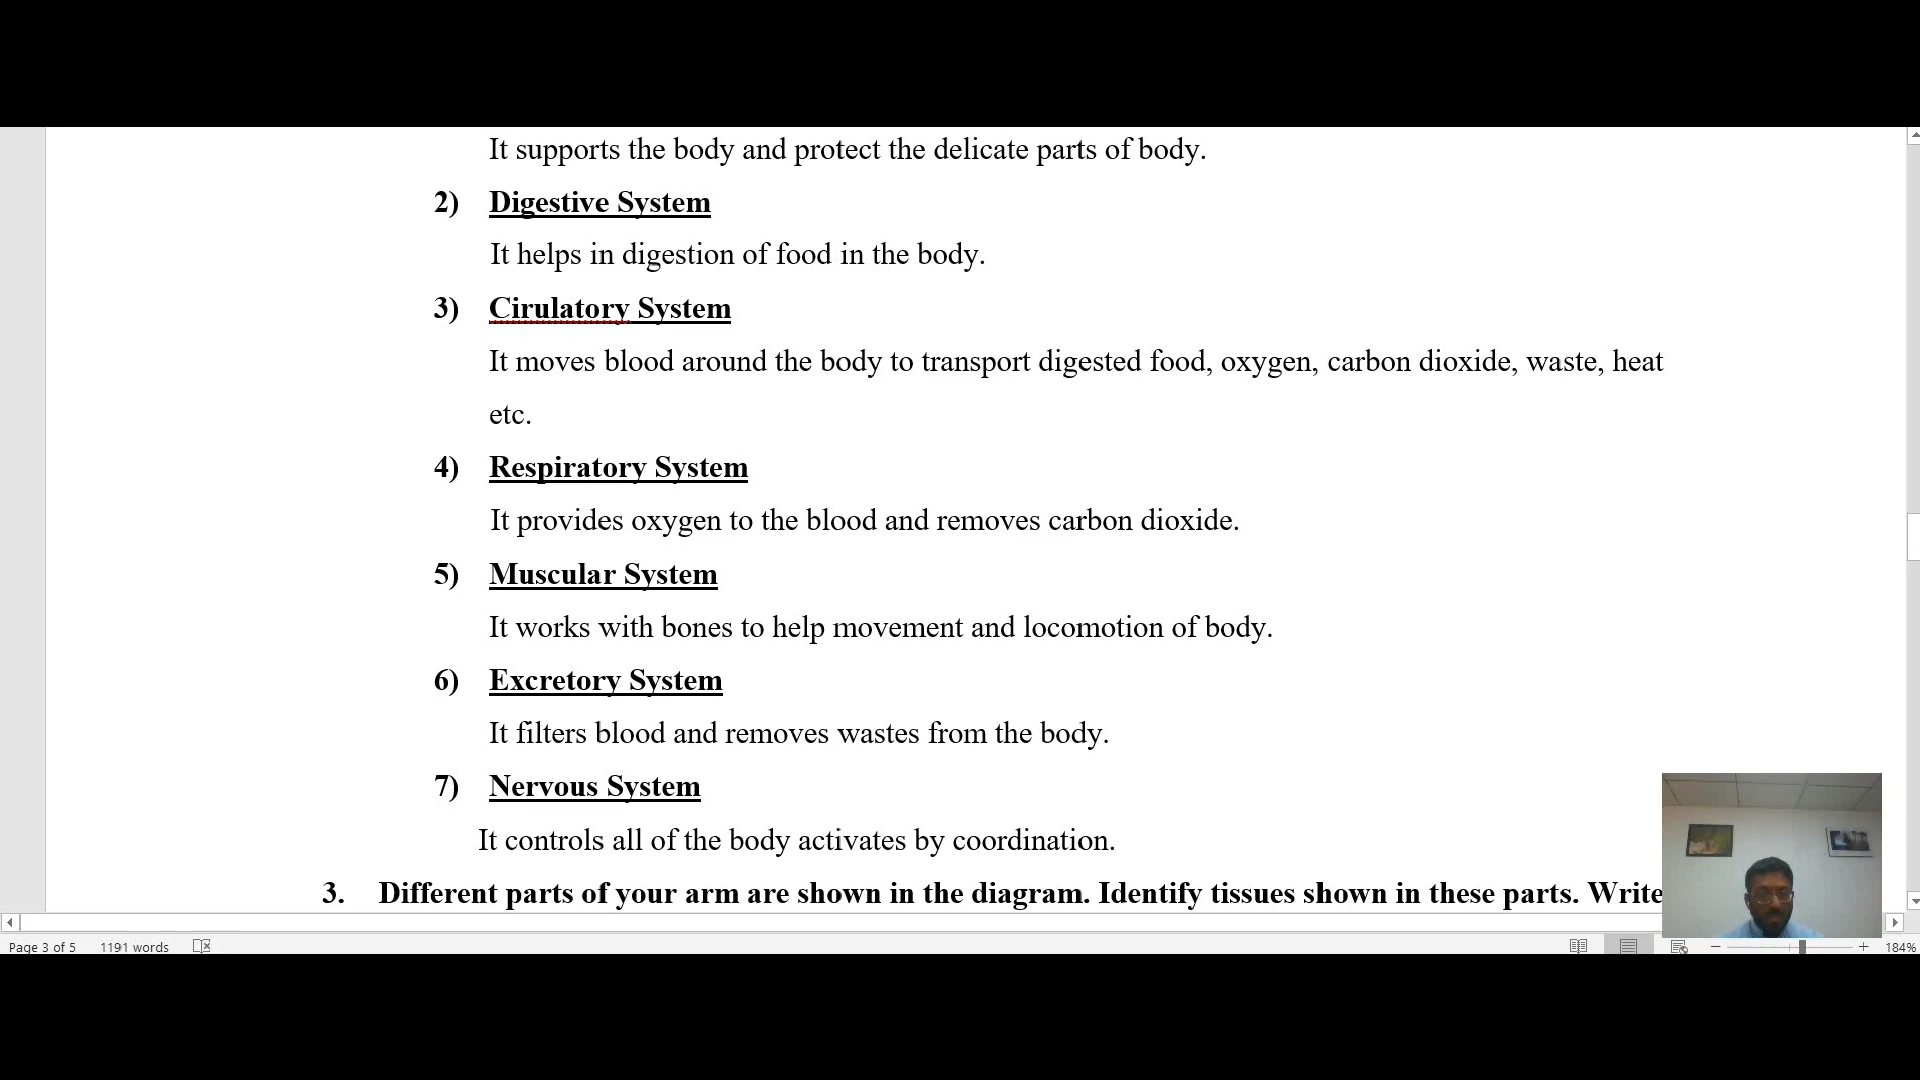 It supports the body and protect the delicate parts of body.
2) Digestive System
It helps in digestion of food in the body.
3) Cirulatory System
It moves blood around the body to transport digested food, oxygen, carbon dioxide, waste, heat
etc.
4) Respiratory System
It provides oxygen to the blood and removes carbon dioxide.
5) Muscular System
It works with bones to help movement and locomotion of body.
6) Excretory System
It filters blood and removes wastes from the body.
7) Nervous System
It controls all of the body activates by coordination.
3. Different parts of your arm are shown in the diagram. Identify tissues shown in these parts. Write
Page 3 of 5 1191 words 184%